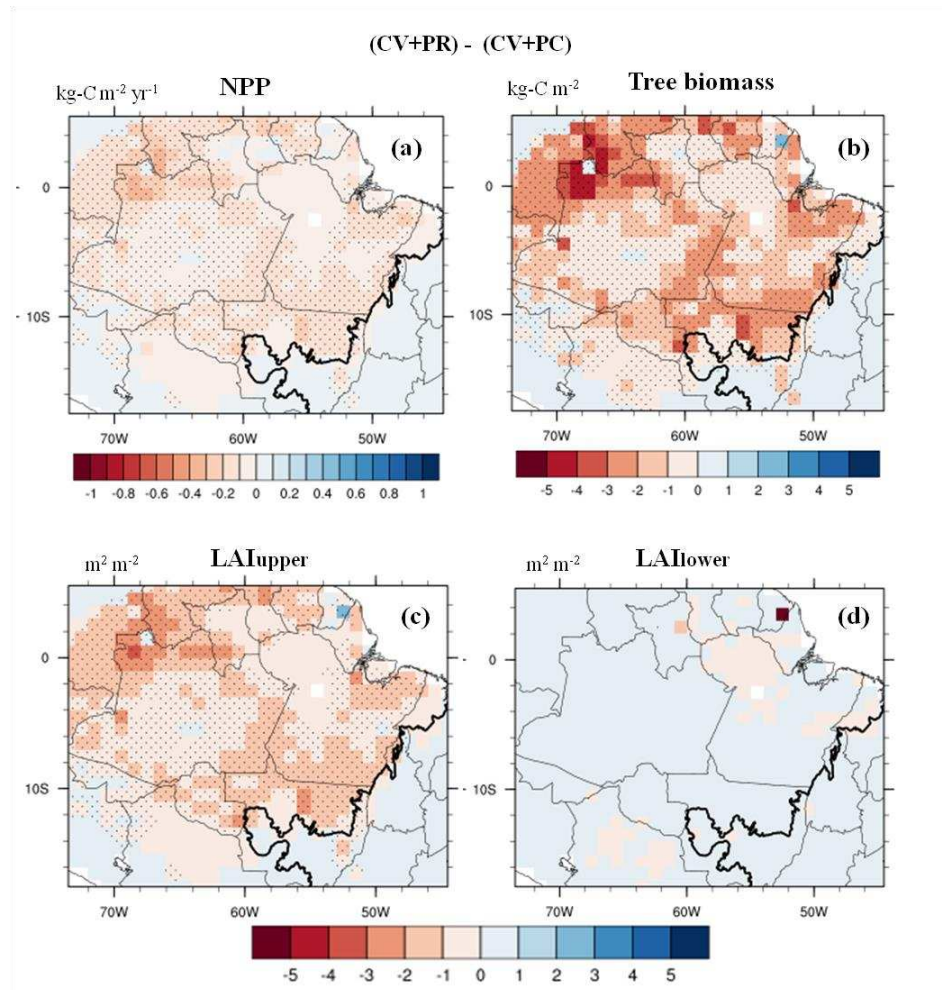 (CV+PR) - (CV+PC)
kg-C m⁻² yr⁻¹ NPP
kg-C m⁻² Tree biomass
(a)
(b)
0
10S
70W 60W 50W
-1 -0.8 -0.6 -0.4 -0.2 0 0.2 0.4 0.6 0.8 1
0
10S
70W 60W 50W
-5 -4 -3 -2 -1 0 1 2 3 4 5
m² m⁻² LAIupper
m² m⁻² LAIlower
(c)
(d)
0
10S
70W 60W 50W
0
10S
70W 60W 50W
-5 -4 -3 -2 -1 0 1 2 3 4 5